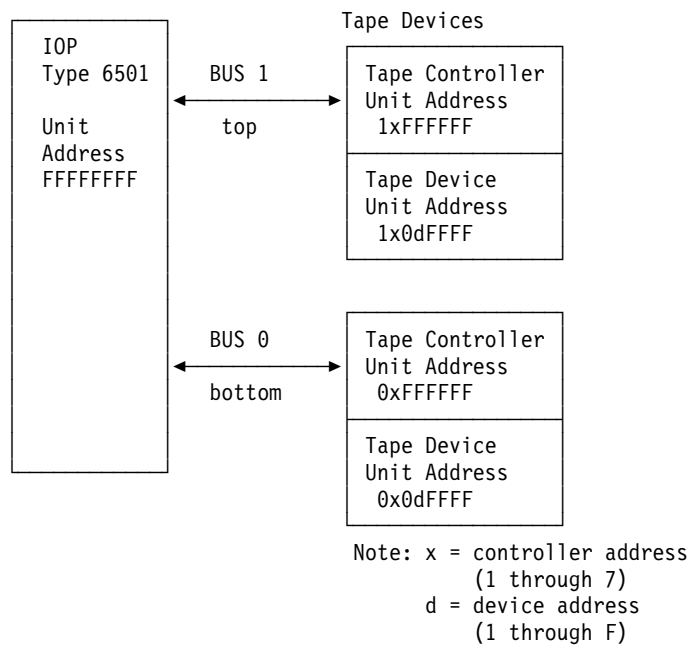 Tape Devices
IOP
Type 6501
Unit
Address
FFFFFFFF
BUS 1
top
Tape Controller
Unit Address
1xFFFFFF
Tape Device
Unit Address
1x0dFFFF
BUS 0
bottom
Tape Controller
Unit Address
0xFFFFFF
Tape Device
Unit Address
0x0dFFFF
Note: x = controller address
(1 through 7)
d = device address
(1 through F)